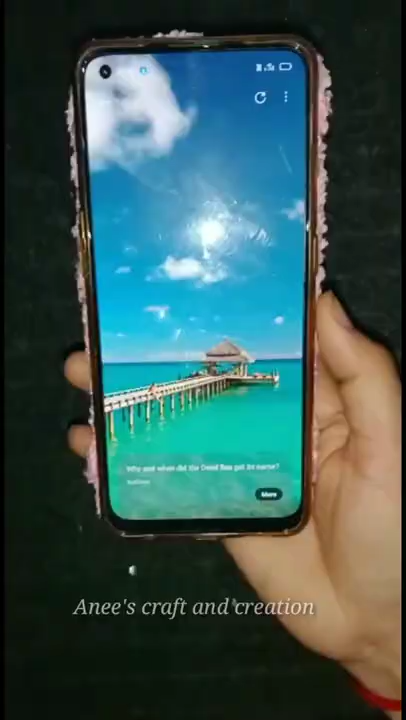 Why and when did the Dead Sea get its name?
More
Anee's craft and creation